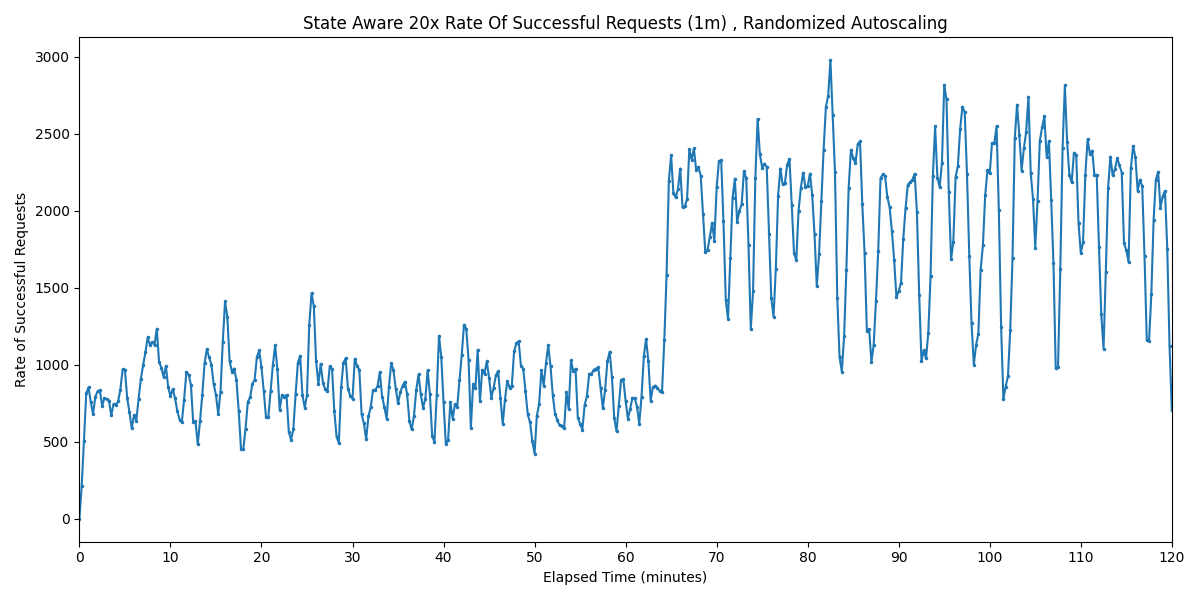 State Aware 20x Rate Of Successful Requests (1m) , Randomized Autoscaling
Rate of Successful Requests
3000
2500
2000
1500
1000
500
0
0 10 20 30 40 50 60 70 80 90 100 110 120
Elapsed Time (minutes)